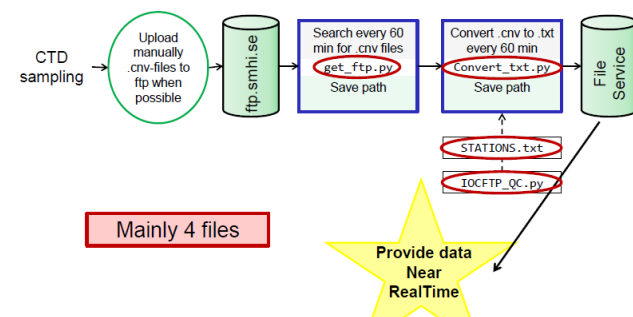 CTD
sampling
Upload
manually
.cnv-files to
ftp when
possible
ftp.smhi.se
Search every 60
min for .cnv files
get_ftp.py
Save path
Convert .cnv to .txt
every 60 min
Convert_txt.py
Save path
File
Service
STATIONS.txt
IOCFTP_QC.py
Mainly 4 files
Provide data
Near
RealTime